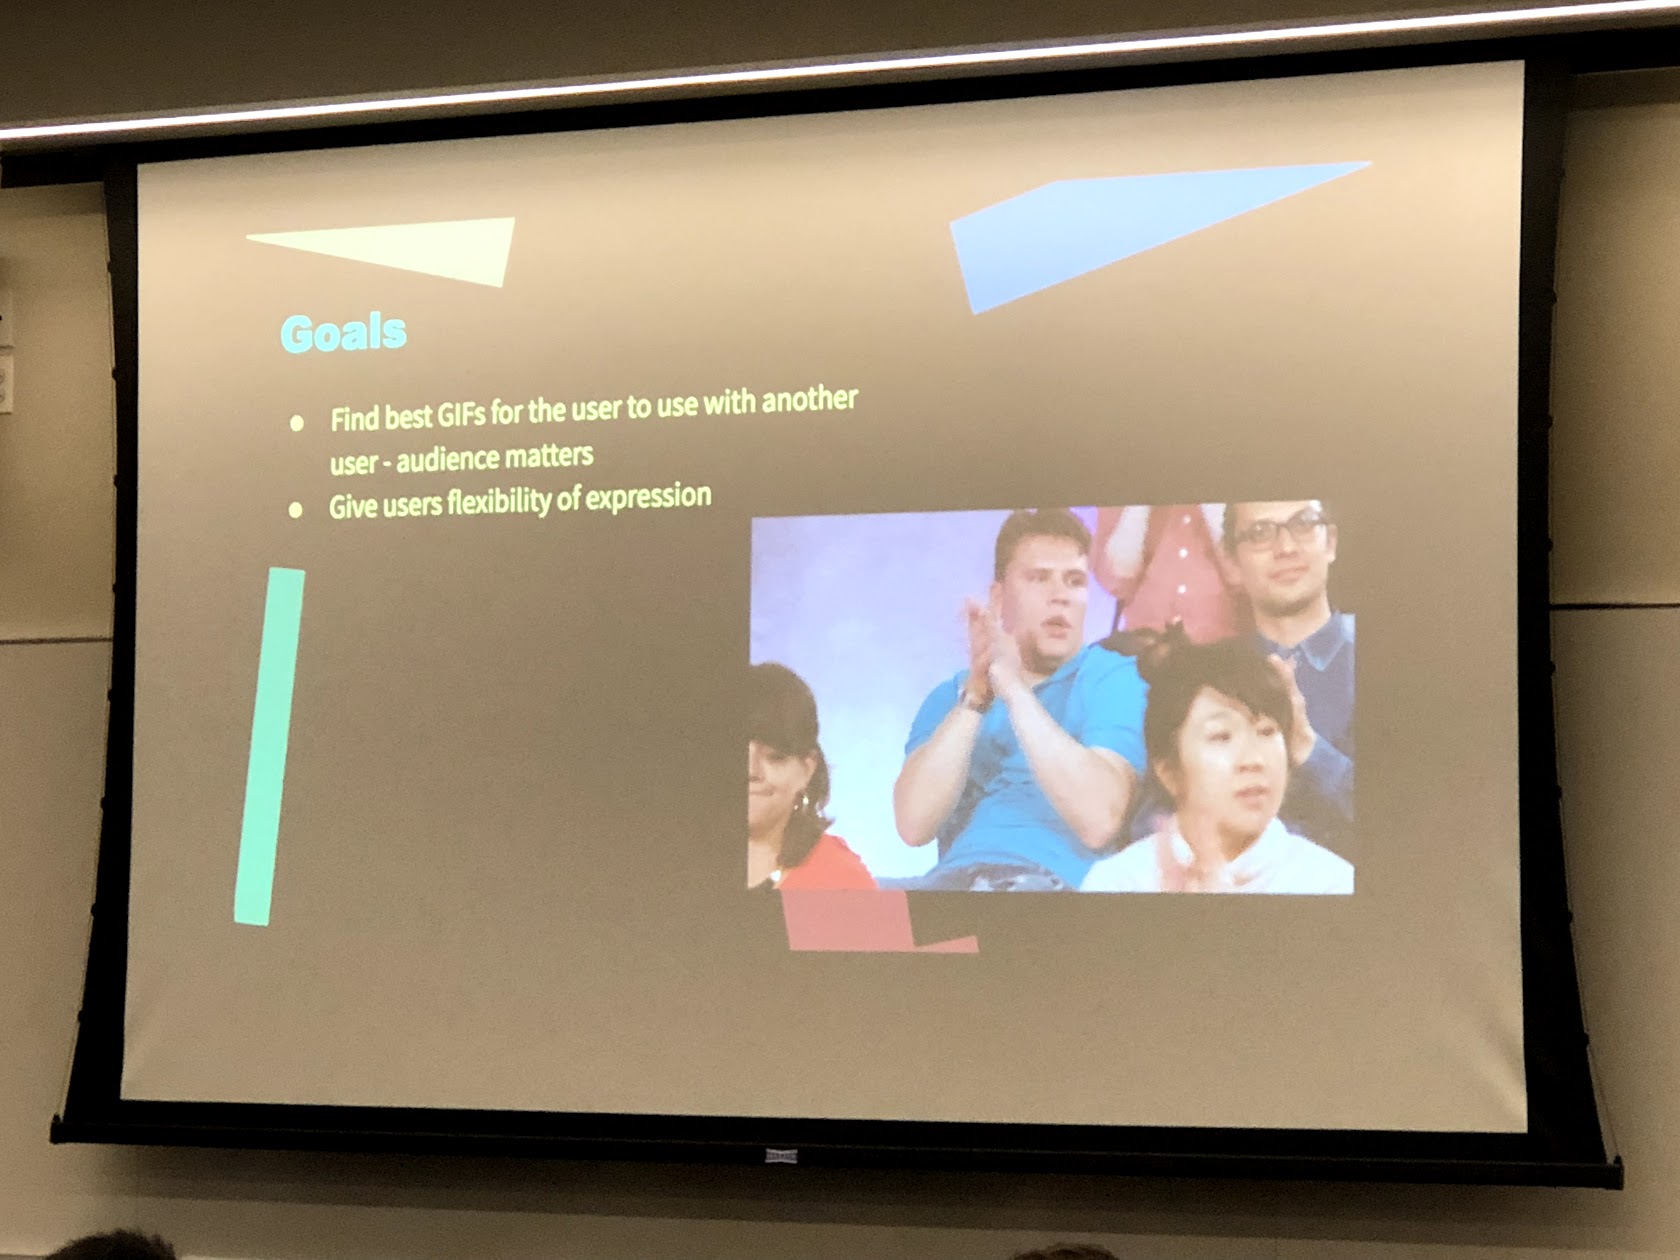 Goals
Find best GIFs for the user to use with another
user - audience matters
Give users flexibility of expression